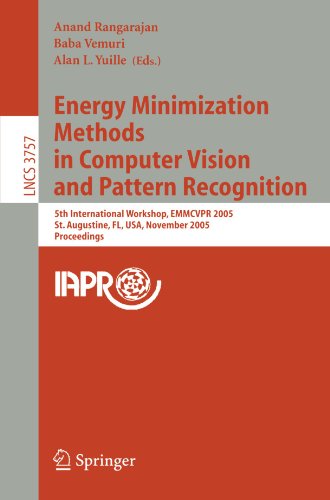 Anand Rangarajan
Baba Vemuri
Alan L. Yuille (Eds.)
LNCS 3757
Energy Minimization
Methods
in Computer Vision
and Pattern Recognition
5th International Workshop, EMMCVPR 2005
St. Augustine, FL, USA, November 2005
Proceedings
IAPR
Springer